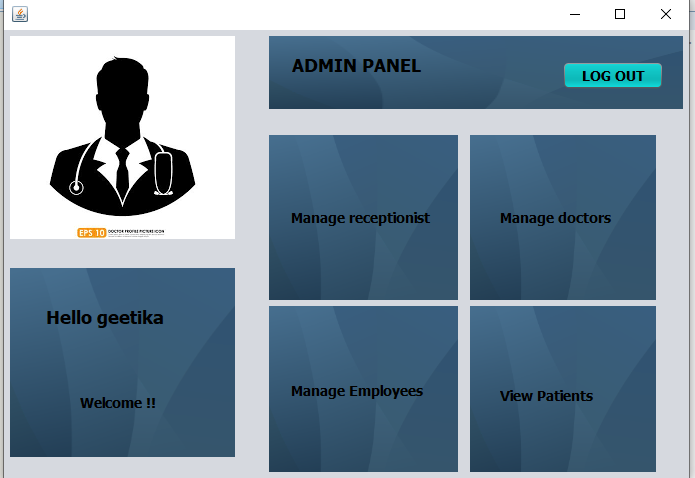 ADMIN PANEL
LOG OUT
EPS 10 DOCTOR PROFILE PICTURE ICON
Manage receptionist
Manage doctors
Hello geetika
Welcome !!
Manage Employees
View Patients